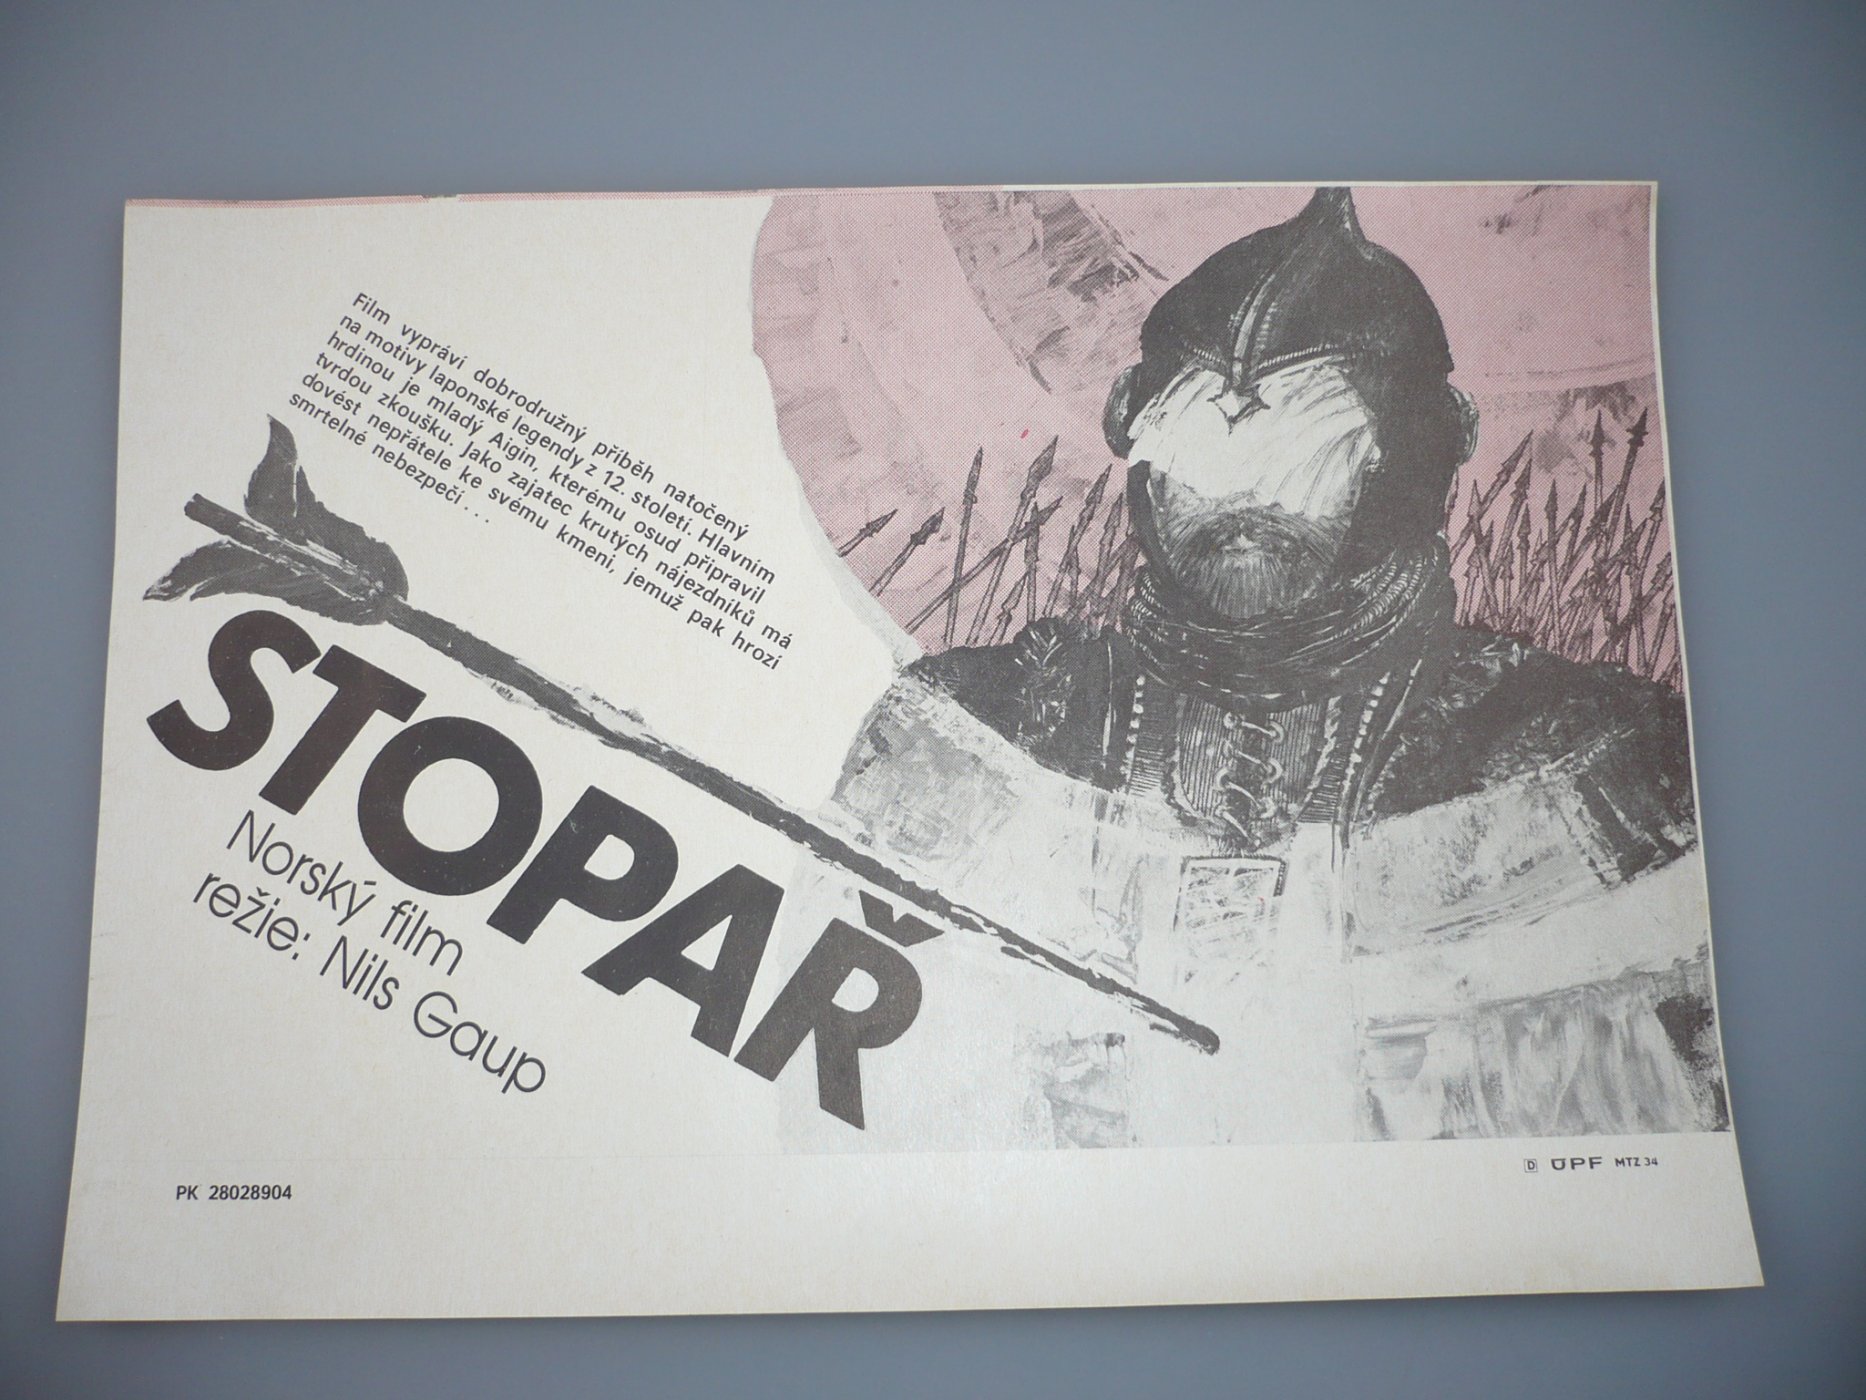 Film vypráví dobrodružný příběh natočený
na motivy laponské legendy z 12. století. Hlavním
hrdinou je mladý Aigin, kterému osud připravil
tvrdou zkoušku. Jako zajatec krutých nájezdníků má
dovést nepřátele ke svému kmeni, jemuž pak hrozí
smrtelné nebezpečí...
STOPAŘ
Norský film
režie: Nils Gaup
PK 28028904
D ÚPF MTZ 34